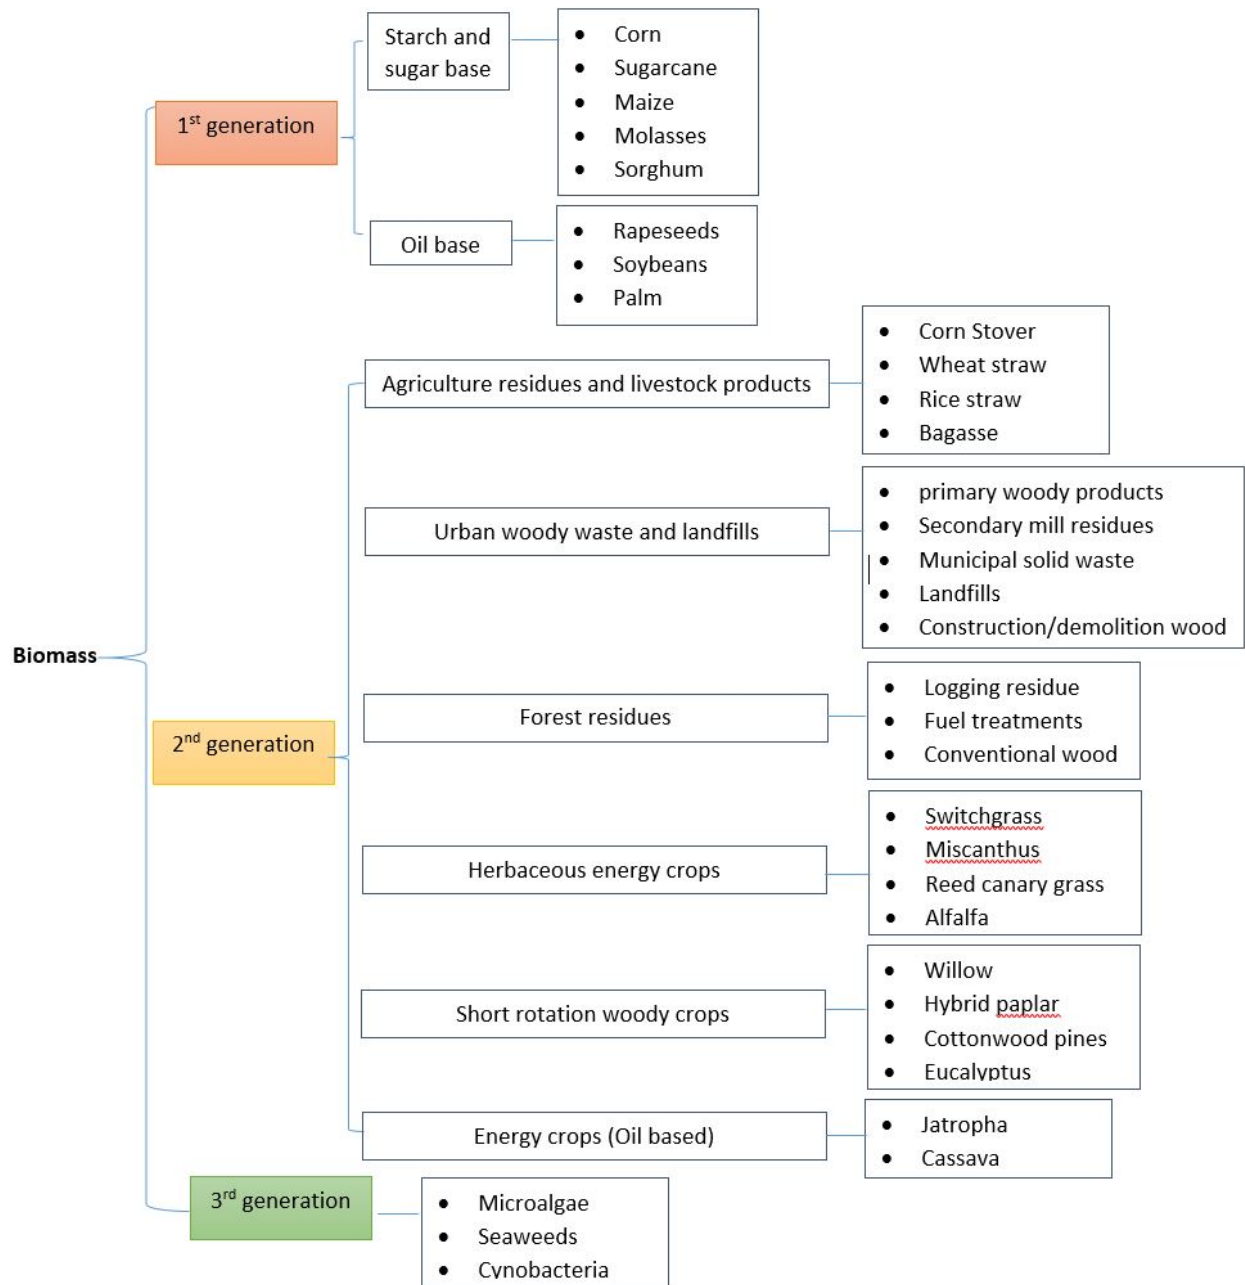 Biomass
1st generation
Starch and
sugar base
Corn
Sugarcane
Maize
Molasses
Sorghum
Oil base
Rapeseeds
Soybeans
Palm
2nd generation
Agriculture residues and livestock products
Corn Stover
Wheat straw
Rice straw
Bagasse
Urban woody waste and landfills
primary woody products
Secondary mill residues
Municipal solid waste
Landfills
Construction/demolition wood
Forest residues
Logging residue
Fuel treatments
Conventional wood
Herbaceous energy crops
Switchgrass
Miscanthus
Reed canary grass
Alfalfa
Short rotation woody crops
Willow
Hybrid paplar
Cottonwood pines
Eucalyptus
Energy crops (Oil based)
Jatropha
Cassava
3rd generation
Microalgae
Seaweeds
Cynobacteria